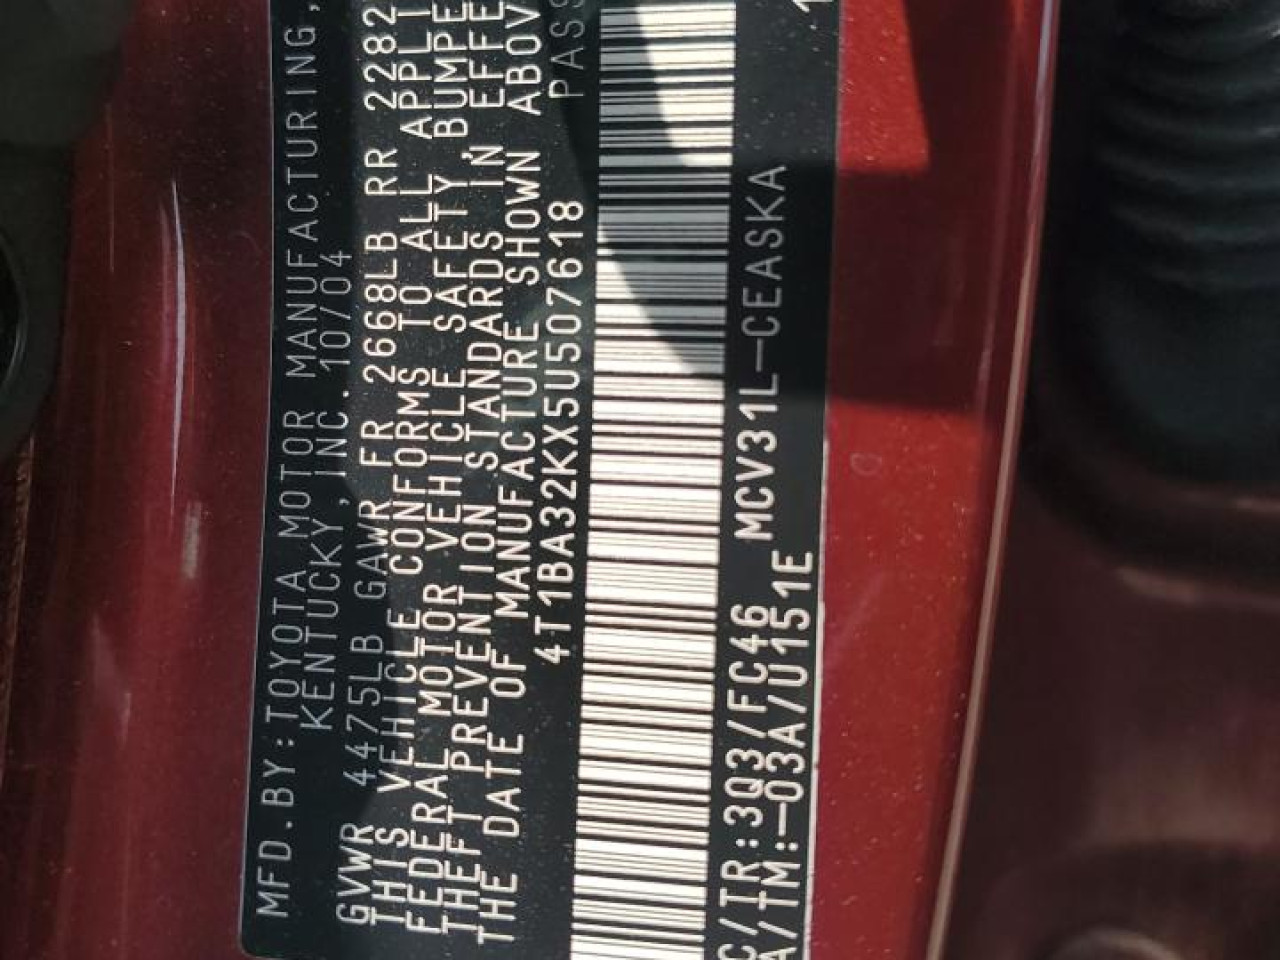 MFD.BY:TOYOTA MOTOR MANUFACTURING,
KENTUCKY,INC. 10/04
GVWR 4475LB GAWR FR 2668LB RR 2282
THIS VEHICLE CONFORMS TO ALL APPLI
FEDERAL MOTOR VEHICLE SAFETY,BUMPE
THEFT PREVENTION STANDARDS IN EFFE
THE DATE OF MANUFACTURE SHOWN ABOV
4T1BA32KX5U507618 PASS
C/TR:3Q3/FC46 MCV31L-CEASKA
A/TM:-03A/U151E